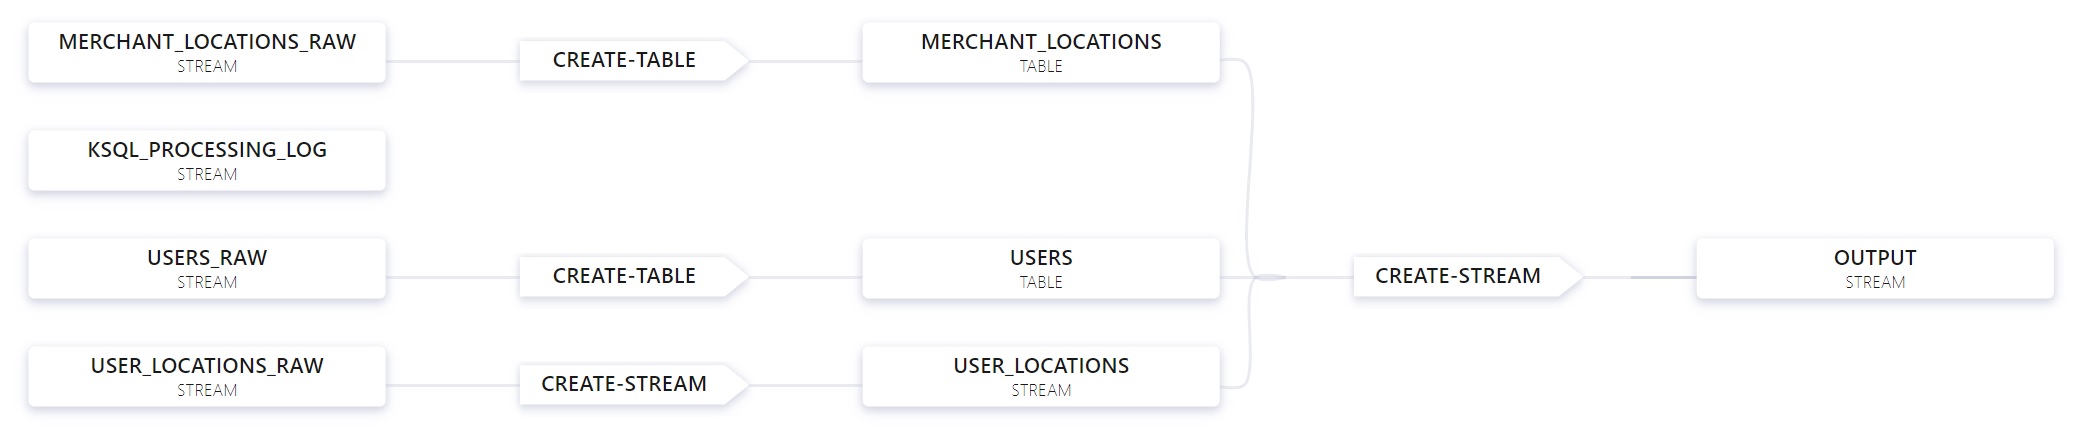 MERCHANT_LOCATIONS_RAW
STREAM
CREATE-TABLE
MERCHANT_LOCATIONS
TABLE
KSQL_PROCESSING_LOG
STREAM
USERS_RAW
STREAM
CREATE-TABLE
USERS
TABLE
CREATE-STREAM
OUTPUT
STREAM
USER_LOCATIONS_RAW
STREAM
CREATE-STREAM
USER_LOCATIONS
STREAM